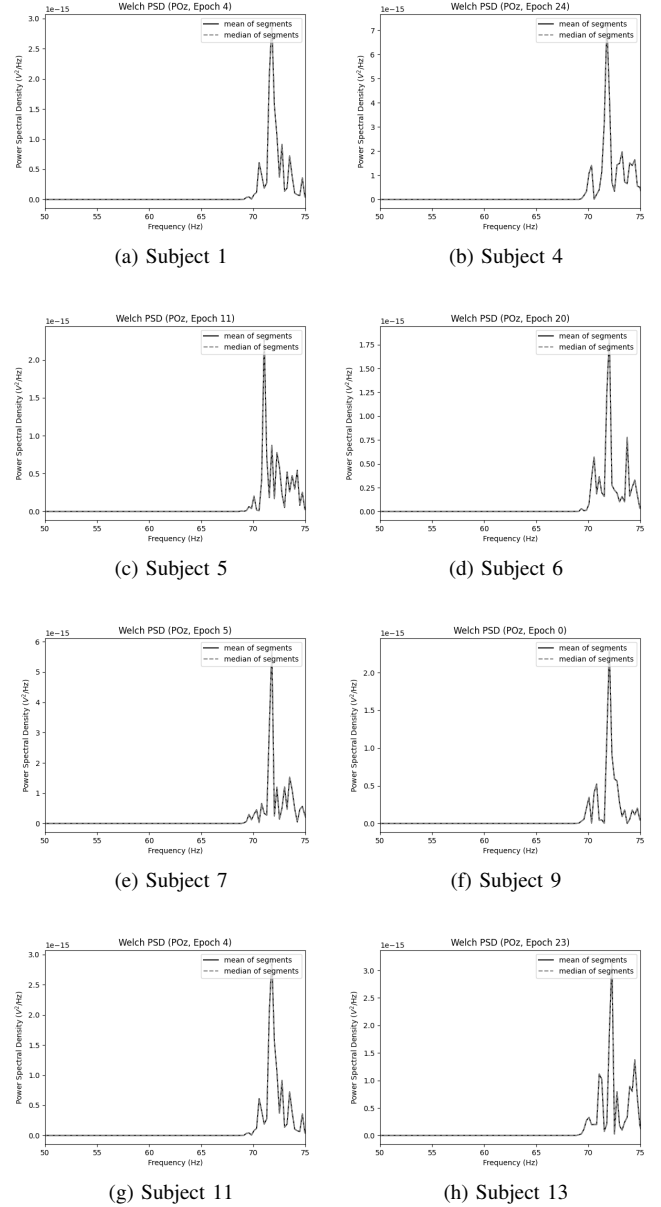 Welch PSD (POz, Epoch 4)
1e−15
mean of segments
median of segments
3.0
2.5
2.0
1.5
1.0
0.5
0.0
Power Spectral Density (V²/Hz)
50 55 60 65 70 75
Frequency (Hz)
(a) Subject 1
Welch PSD (POz, Epoch 24)
1e−15
mean of segments
median of segments
7
6
5
4
3
2
1
0
Power Spectral Density (V²/Hz)
50 55 60 65 70 75
Frequency (Hz)
(b) Subject 4
Welch PSD (POz, Epoch 11)
1e−15
mean of segments
median of segments
2.0
1.5
1.0
0.5
0.0
Power Spectral Density (V²/Hz)
50 55 60 65 70 75
Frequency (Hz)
(c) Subject 5
Welch PSD (POz, Epoch 20)
1e−15
mean of segments
median of segments
1.75
1.50
1.25
1.00
0.75
0.50
0.25
0.00
Power Spectral Density (V²/Hz)
50 55 60 65 70 75
Frequency (Hz)
(d) Subject 6
Welch PSD (POz, Epoch 5)
1e−15
mean of segments
median of segments
6
5
4
3
2
1
0
Power Spectral Density (V²/Hz)
50 55 60 65 70 75
Frequency (Hz)
(e) Subject 7
Welch PSD (POz, Epoch 0)
1e−15
mean of segments
median of segments
2.0
1.5
1.0
0.5
0.0
Power Spectral Density (V²/Hz)
50 55 60 65 70 75
Frequency (Hz)
(f) Subject 9
Welch PSD (POz, Epoch 4)
1e−15
mean of segments
median of segments
3.0
2.5
2.0
1.5
1.0
0.5
0.0
Power Spectral Density (V²/Hz)
50 55 60 65 70 75
Frequency (Hz)
(g) Subject 11
Welch PSD (POz, Epoch 23)
1e−15
mean of segments
median of segments
3.0
2.5
2.0
1.5
1.0
0.5
0.0
Power Spectral Density (V²/Hz)
50 55 60 65 70 75
Frequency (Hz)
(h) Subject 13